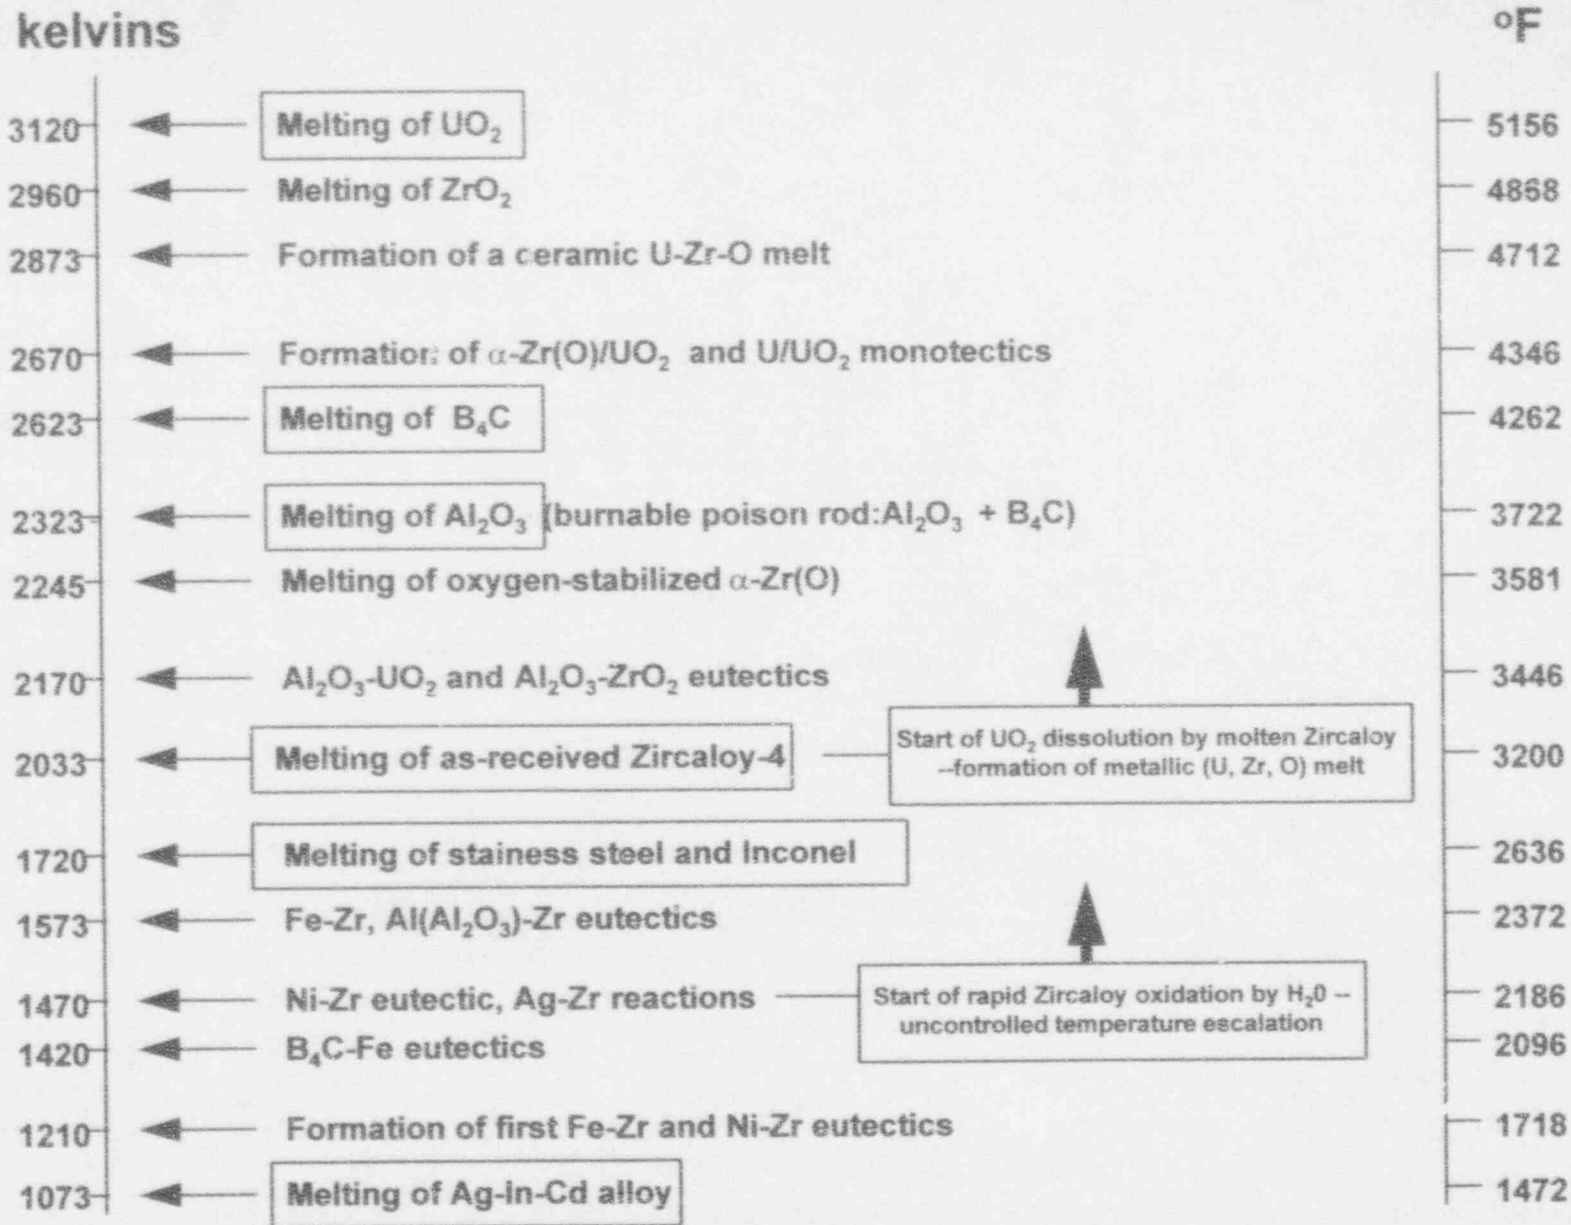 kelvins °F
3120 Melting of UO₂ 5156
2960 Melting of ZrO₂ 4868
2873 Formation of a ceramic U-Zr-O melt 4712
2670 Formation of α-Zr(O)/UO₂ and U/UO₂ monotectics 4346
2623 Melting of B₄C 4262
2323 Melting of Al₂O₃ (burnable poison rod:Al₂O₃ + B₄C) 3722
2245 Melting of oxygen-stabilized α-Zr(O) 3581
2170 Al₂O₃-UO₂ and Al₂O₃-ZrO₂ eutectics 3446
2033 Melting of as-received Zircaloy-4 3200
Start of UO₂ dissolution by molten Zircaloy
--formation of metallic (U, Zr, O) melt
1720 Melting of stainess steel and Inconel 2636
1573 Fe-Zr, Al(Al₂O₃)-Zr eutectics 2372
1470 Ni-Zr eutectic, Ag-Zr reactions 2186
Start of rapid Zircaloy oxidation by H₂0 --
uncontrolled temperature escalation
1420 B₄C-Fe eutectics 2096
1210 Formation of first Fe-Zr and Ni-Zr eutectics 1718
1073 Melting of Ag-In-Cd alloy 1472